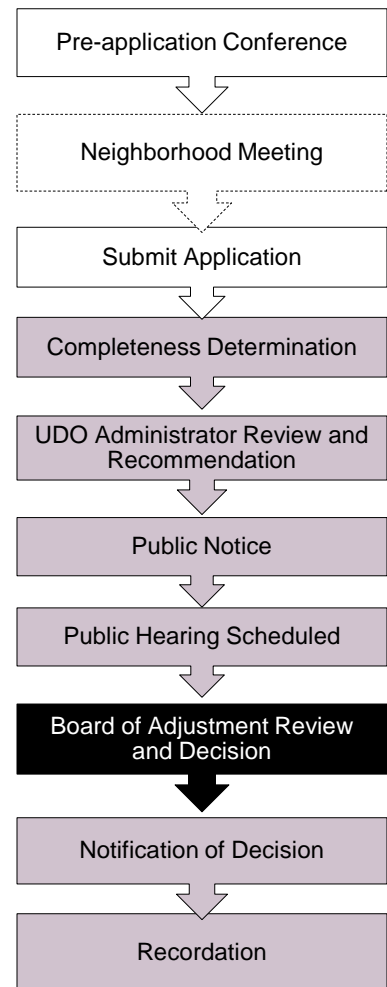 Pre-application Conference
Neighborhood Meeting
Submit Application
Completeness Determination
UDO Administrator Review and
Recommendation
Public Notice
Public Hearing Scheduled
Board of Adjustment Review
and Decision
Notification of Decision
Recordation